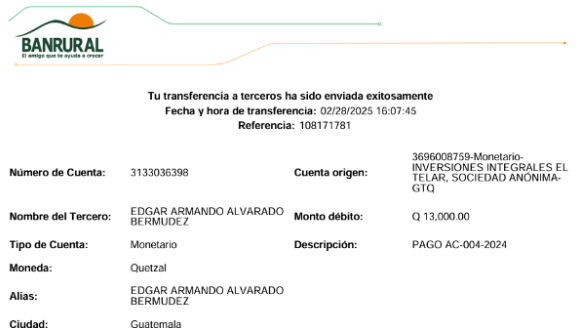 BANRURAL
El amigo que te ayuda a crecer
Tu transferencia a terceros ha sido enviada exitosamente
Fecha y hora de transferencia: 02/28/2025 16:07:45
Referencia: 108171781
Número de Cuenta: 3133036398
Cuenta origen: 3696008759-Monetario-
INVERSIONES INTEGRALES EL
TELAR, SOCIEDAD ANÓNIMA-
GTQ
Nombre del Tercero: EDGAR ARMANDO ALVARADO
BERMUDEZ
Monto débito: Q 13,000.00
Tipo de Cuenta: Monetario
Descripción: PAGO AC-004-2024
Moneda: Quetzal
Alias: EDGAR ARMANDO ALVARADO
BERMUDEZ
Ciudad: Guatemala